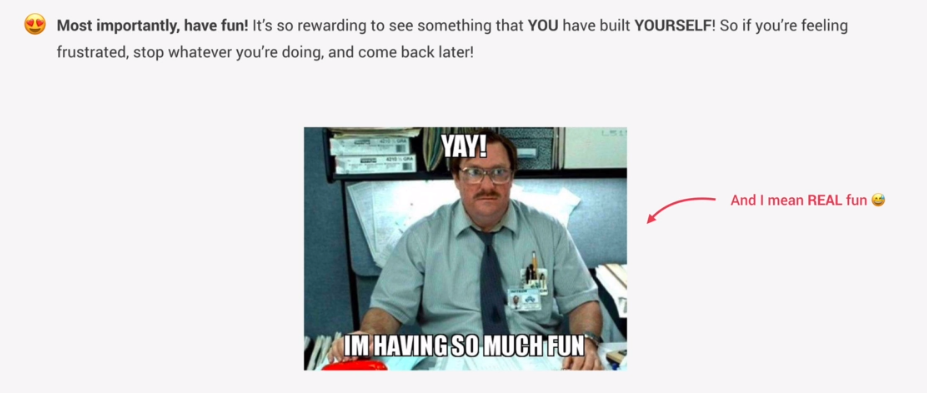 😍 Most importantly, have fun! It's so rewarding to see something that YOU have built YOURSELF! So if you're feeling
frustrated, stop whatever you're doing, and come back later!
YAY!
And I mean REAL fun 😅
IM HAVING SO MUCH FUN